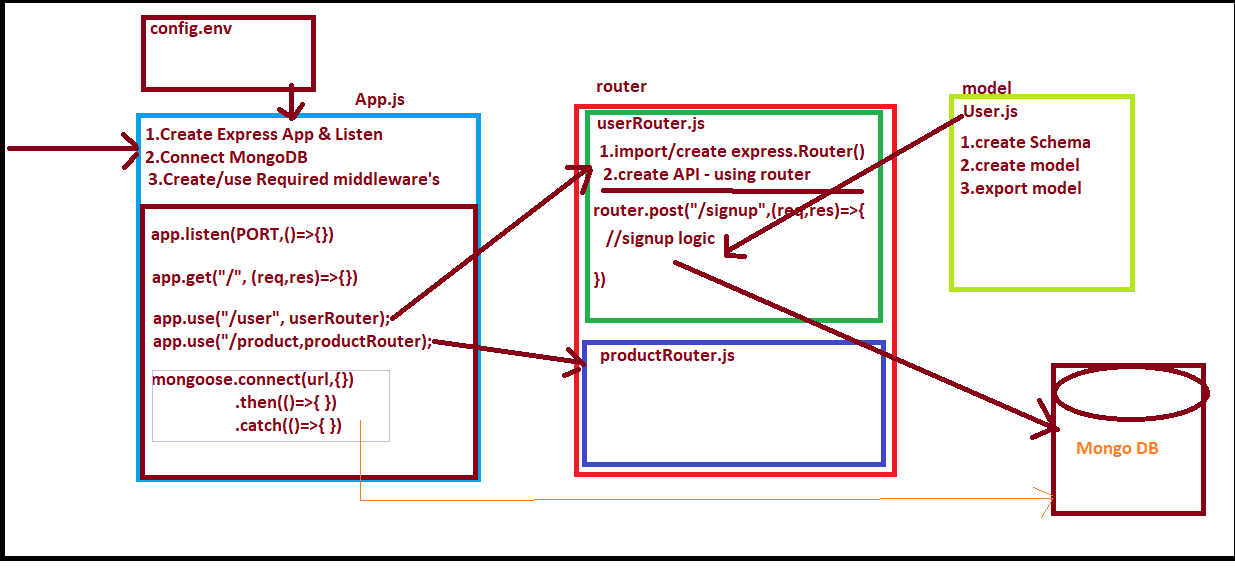 config.env
App.js
1.Create Express App & Listen
2.Connect MongoDB
3.Create/use Required middleware's
app.listen(PORT,()=>{})
app.get("/", (req,res)=>{})
app.use("/user", userRouter);
app.use("/product,productRouter);
mongoose.connect(url,{})
.then(()=>{ })
.catch(()=>{ })
router
userRouter.js
1.import/create express.Router()
2.create API - using router
router.post("/signup",(req,res)=>{
//signup logic
})
productRouter.js
model
User.js
1.create Schema
2.create model
3.export model
Mongo DB